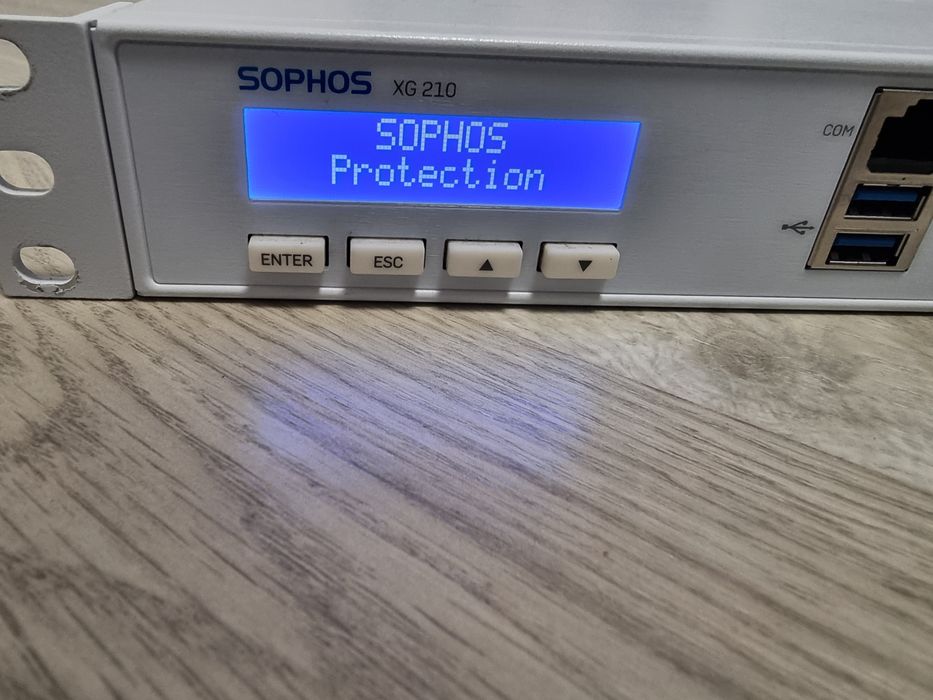 SOPHOS XG 210
SOPHOS
Protection
COM
ENTER ESC